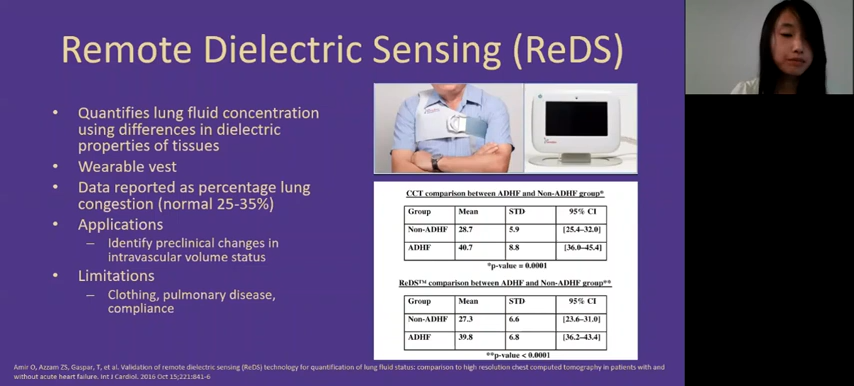 Remote Dielectric Sensing (ReDS)
• Quantifies lung fluid concentration
using differences in dielectric
properties of tissues
• Wearable vest
• Data reported as percentage lung
congestion (normal 25-35%)
• Applications
– Identify preclinical changes in
intravascular volume status
• Limitations
– Clothing, pulmonary disease,
compliance
CCT comparison between ADHF and Non-ADHF group*
Group Mean STD 95% CI
Non-ADHF 28.7 5.9 [25.4–32.0]
ADHF 40.7 8.8 [36.0–45.4]
*p-value = 0.0001
ReDS™ comparison between ADHF and Non-ADHF group**
Group Mean STD 95% CI
Non-ADHF 27.3 6.6 [23.6–31.0]
ADHF 39.8 6.8 [36.2–43.4]
**p-value < 0.0001
Amir O, Azzam ZS, Gaspar, T, et al. Validation of remote dielectric sensing (ReDS) technology for quantification of lung fluid status: comparison to high resolution chest computed tomography in patients with and
without acute heart failure. Int J Cardiol. 2016 Oct 15;221:841-6